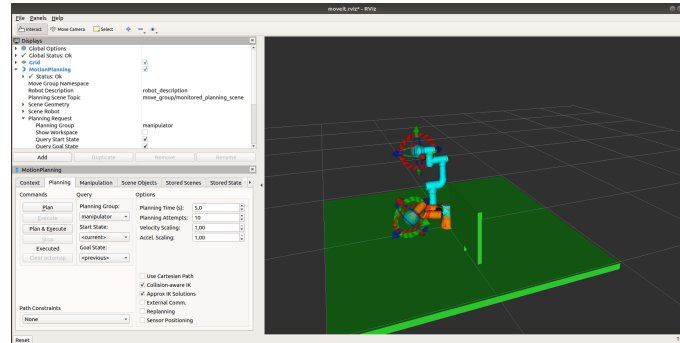 moveit.rviz* - RViz
File Panels Help
Interact Move Camera Select
Displays
Global Options
Global Status: Ok
Grid
MotionPlanning
Status: Ok
Move Group Namespace
Robot Description robot_description
Planning Scene Topic move_group/monitored_planning_scene
Scene Geometry
Scene Robot
Planning Request
Planning Group manipulator
Show Workspace
Query Start State
Query Goal State
Add Duplicate Remove Rename
MotionPlanning
Context Planning Manipulation Scene Objects Stored Scenes Stored State
Commands Query Options
Plan Planning Group: Planning Time (s): 5,0
Execute manipulator Planning Attempts: 10
Plan & Execute Start State: Velocity Scaling: 1,00
Stop <current> Accel. Scaling: 1,00
Executed Goal State:
Clear octomap <previous>
Use Cartesian Path
Collision-aware IK
Approx IK Solutions
External Comm.
Path Constraints Replanning
None Sensor Positioning
Reset